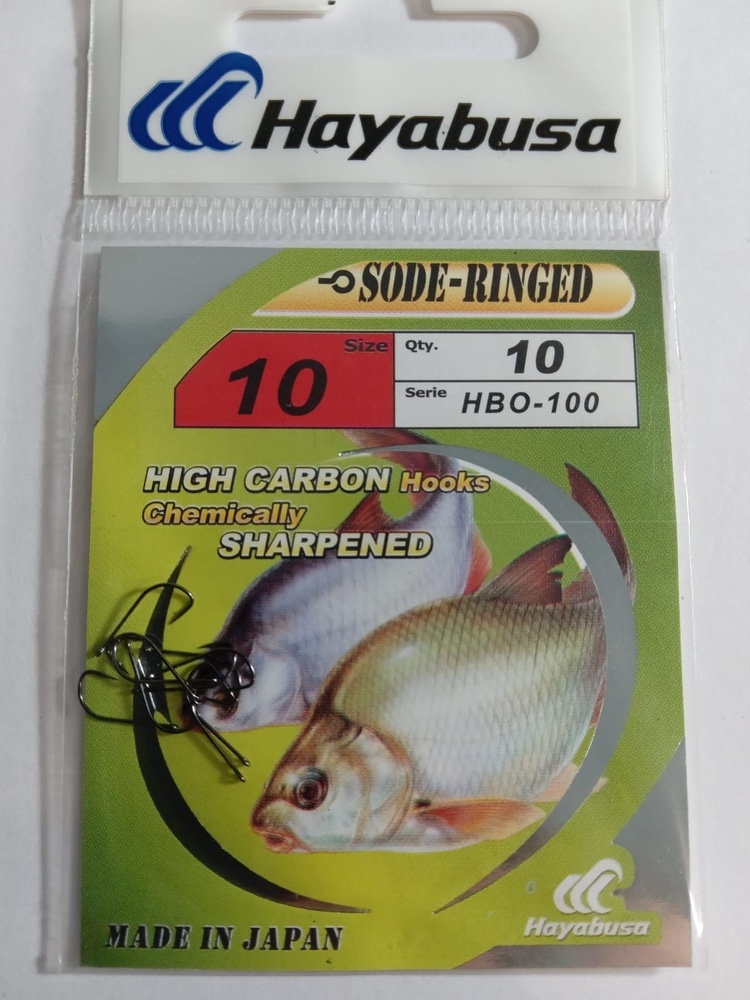 Hayabusa
SODE-RINGED
Size
10
Qty.
10
Serie
HBO-100
HIGH CARBON Hooks
Chemically
SHARPENED
MADE IN JAPAN
Hayabusa